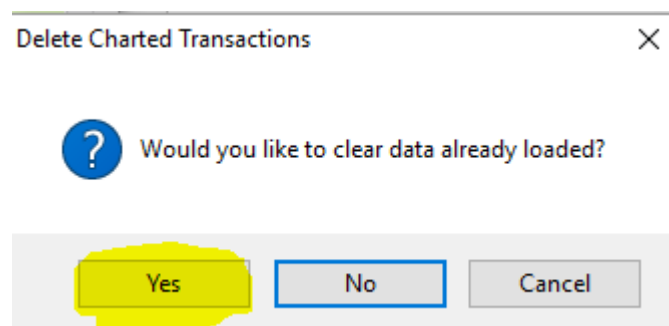 Delete Charted Transactions
Would you like to clear data already loaded?
Yes No Cancel